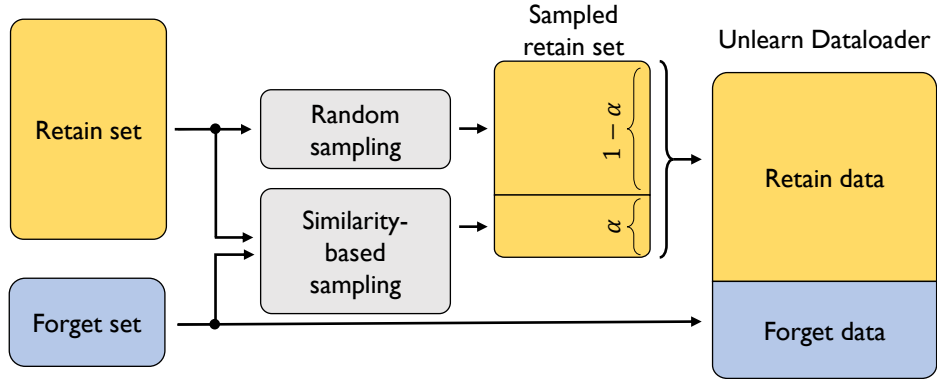 Sampled
retain set
Unlearn Dataloader
Retain set
Random
sampling
1 − α
Retain data
Similarity-
based
sampling
α
Forget set
Forget data